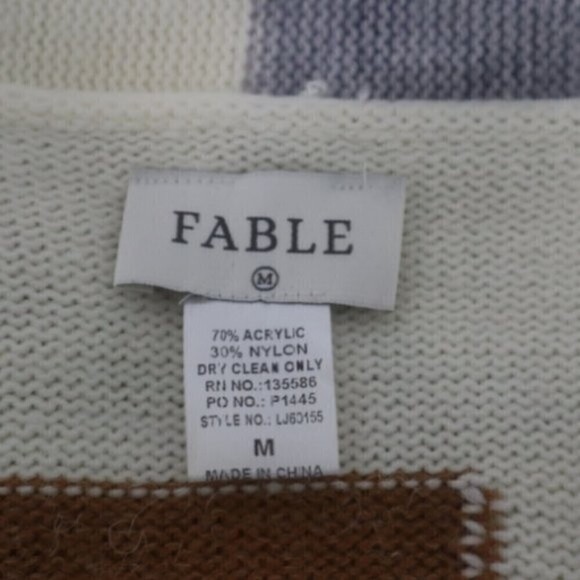 FABLE
M
70% ACRYLIC
30% NYLON
DRY CLEAN ONLY
RN NO.:135586
PO NO.: P1445
STYLE NO.: LJ60155
M
MADE IN CHINA